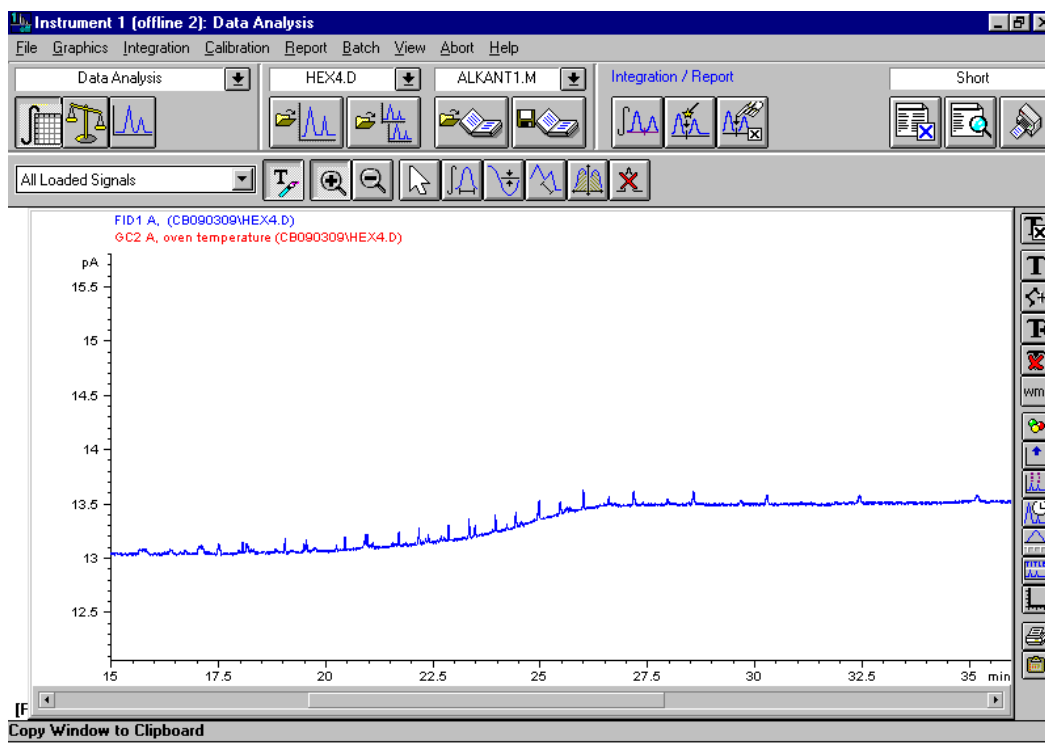 Instrument 1 (offline 2): Data Analysis
File Graphics Integration Calibration Report Batch View Abort Help
Data Analysis HEX4.D ALKANT1.M Integration / Report Short
All Loaded Signals
FID1 A, (CB090309\HEX4.D)
GC2 A, oven temperature (CB090309\HEX4.D)
pA
15.5
15
14.5
14
13.5
13
12.5
15 17.5 20 22.5 25 27.5 30 32.5 35 min
TITLE
wm
[F
Copy Window to Clipboard